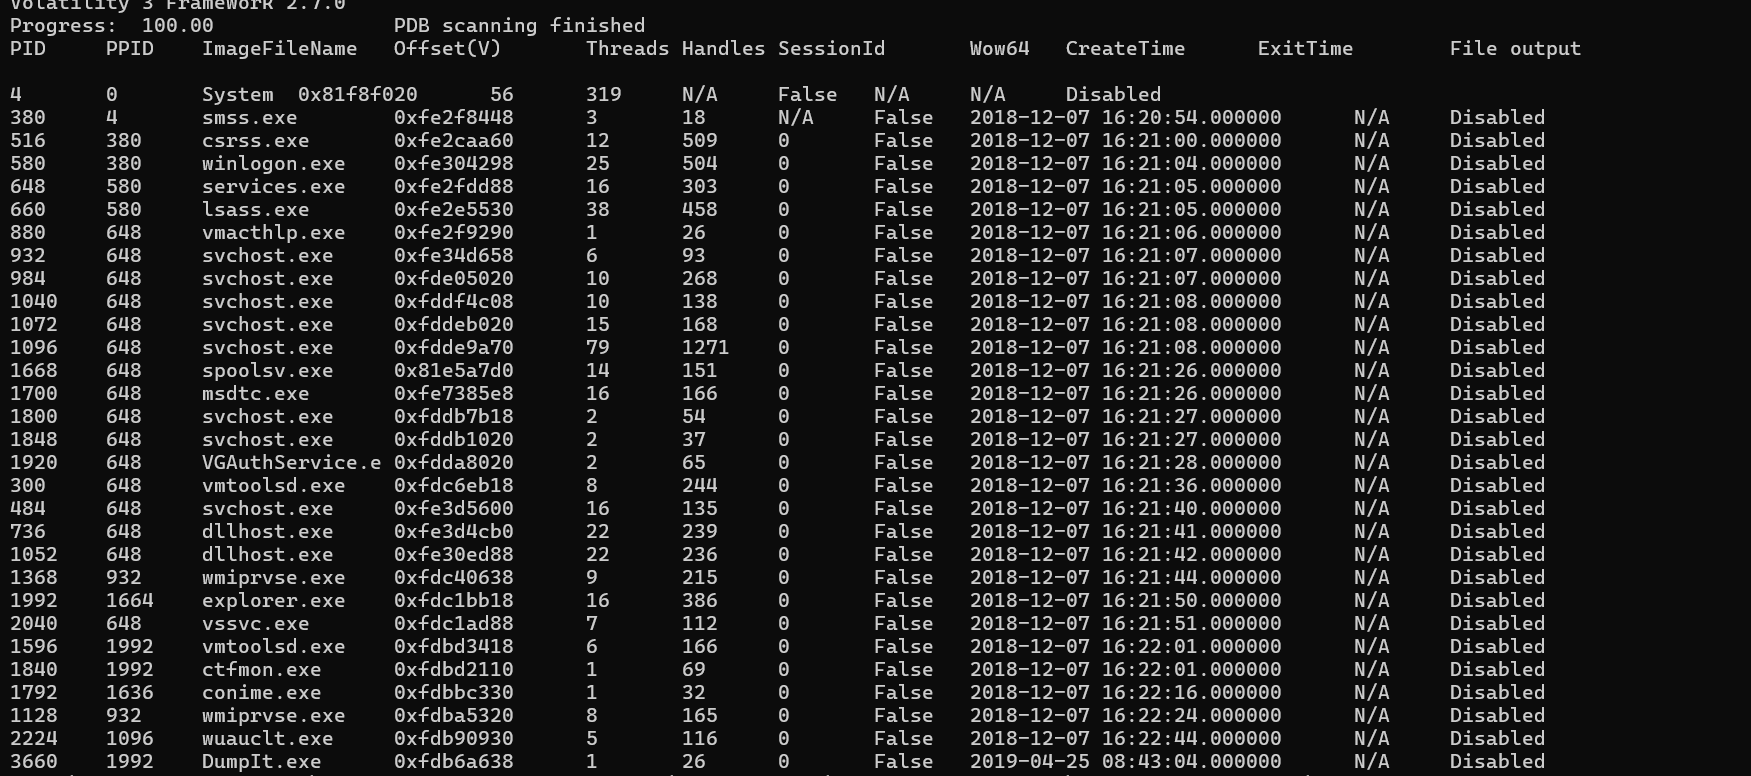 Volatility 3 Framework 2.7.0
Progress:  100.00               PDB scanning finished
PID     PPID    ImageFileName   Offset(V)       Threads Handles SessionId       Wow64   CreateTime      ExitTime        File output

4       0       System  0x81f8f020      56      319     N/A     False   N/A     N/A     Disabled
380     4       smss.exe        0xfe2f8448      3       18      N/A     False   2018-12-07 16:20:54.000000      N/A     Disabled
516     380     csrss.exe       0xfe2caa60      12      509     0       False   2018-12-07 16:21:00.000000      N/A     Disabled
580     380     winlogon.exe    0xfe304298      25      504     0       False   2018-12-07 16:21:04.000000      N/A     Disabled
648     580     services.exe    0xfe2fdd88      16      303     0       False   2018-12-07 16:21:05.000000      N/A     Disabled
660     580     lsass.exe       0xfe2e5530      38      458     0       False   2018-12-07 16:21:05.000000      N/A     Disabled
880     648     vmacthlp.exe    0xfe2f9290      1       26      0       False   2018-12-07 16:21:06.000000      N/A     Disabled
932     648     svchost.exe     0xfe34d658      6       93      0       False   2018-12-07 16:21:07.000000      N/A     Disabled
984     648     svchost.exe     0xfde05020      10      268     0       False   2018-12-07 16:21:07.000000      N/A     Disabled
1040    648     svchost.exe     0xfddf4c08      10      138     0       False   2018-12-07 16:21:08.000000      N/A     Disabled
1072    648     svchost.exe     0xfddeb020      15      168     0       False   2018-12-07 16:21:08.000000      N/A     Disabled
1096    648     svchost.exe     0xfdde9a70      79      1271    0       False   2018-12-07 16:21:08.000000      N/A     Disabled
1668    648     spoolsv.exe     0x81e5a7d0      14      151     0       False   2018-12-07 16:21:26.000000      N/A     Disabled
1700    648     msdtc.exe       0xfe7385e8      16      166     0       False   2018-12-07 16:21:26.000000      N/A     Disabled
1800    648     svchost.exe     0xfddb7b18      2       54      0       False   2018-12-07 16:21:27.000000      N/A     Disabled
1848    648     svchost.exe     0xfddb1020      2       37      0       False   2018-12-07 16:21:27.000000      N/A     Disabled
1920    648     VGAuthService.e 0xfdda8020      2       65      0       False   2018-12-07 16:21:28.000000      N/A     Disabled
300     648     vmtoolsd.exe    0xfdc6eb18      8       244     0       False   2018-12-07 16:21:36.000000      N/A     Disabled
484     648     svchost.exe     0xfe3d5600      16      135     0       False   2018-12-07 16:21:40.000000      N/A     Disabled
736     648     dllhost.exe     0xfe3d4cb0      22      239     0       False   2018-12-07 16:21:41.000000      N/A     Disabled
1052    648     dllhost.exe     0xfe30ed88      22      236     0       False   2018-12-07 16:21:42.000000      N/A     Disabled
1368    932     wmiprvse.exe    0xfdc40638      9       215     0       False   2018-12-07 16:21:44.000000      N/A     Disabled
1992    1664    explorer.exe    0xfdc1bb18      16      386     0       False   2018-12-07 16:21:50.000000      N/A     Disabled
2040    648     vssvc.exe       0xfdc1ad88      7       112     0       False   2018-12-07 16:21:51.000000      N/A     Disabled
1596    1992    vmtoolsd.exe    0xfdbd3418      6       166     0       False   2018-12-07 16:22:01.000000      N/A     Disabled
1840    1992    ctfmon.exe      0xfdbd2110      1       69      0       False   2018-12-07 16:22:01.000000      N/A     Disabled
1792    1636    conime.exe      0xfdbbc330      1       32      0       False   2018-12-07 16:22:16.000000      N/A     Disabled
1128    932     wmiprvse.exe    0xfdba5320      8       165     0       False   2018-12-07 16:22:24.000000      N/A     Disabled
2224    1096    wuauclt.exe     0xfdb90930      5       116     0       False   2018-12-07 16:22:44.000000      N/A     Disabled
3660    1992    DumpIt.exe      0xfdb6a638      1       26      0       False   2019-04-25 08:43:04.000000      N/A     Disabled